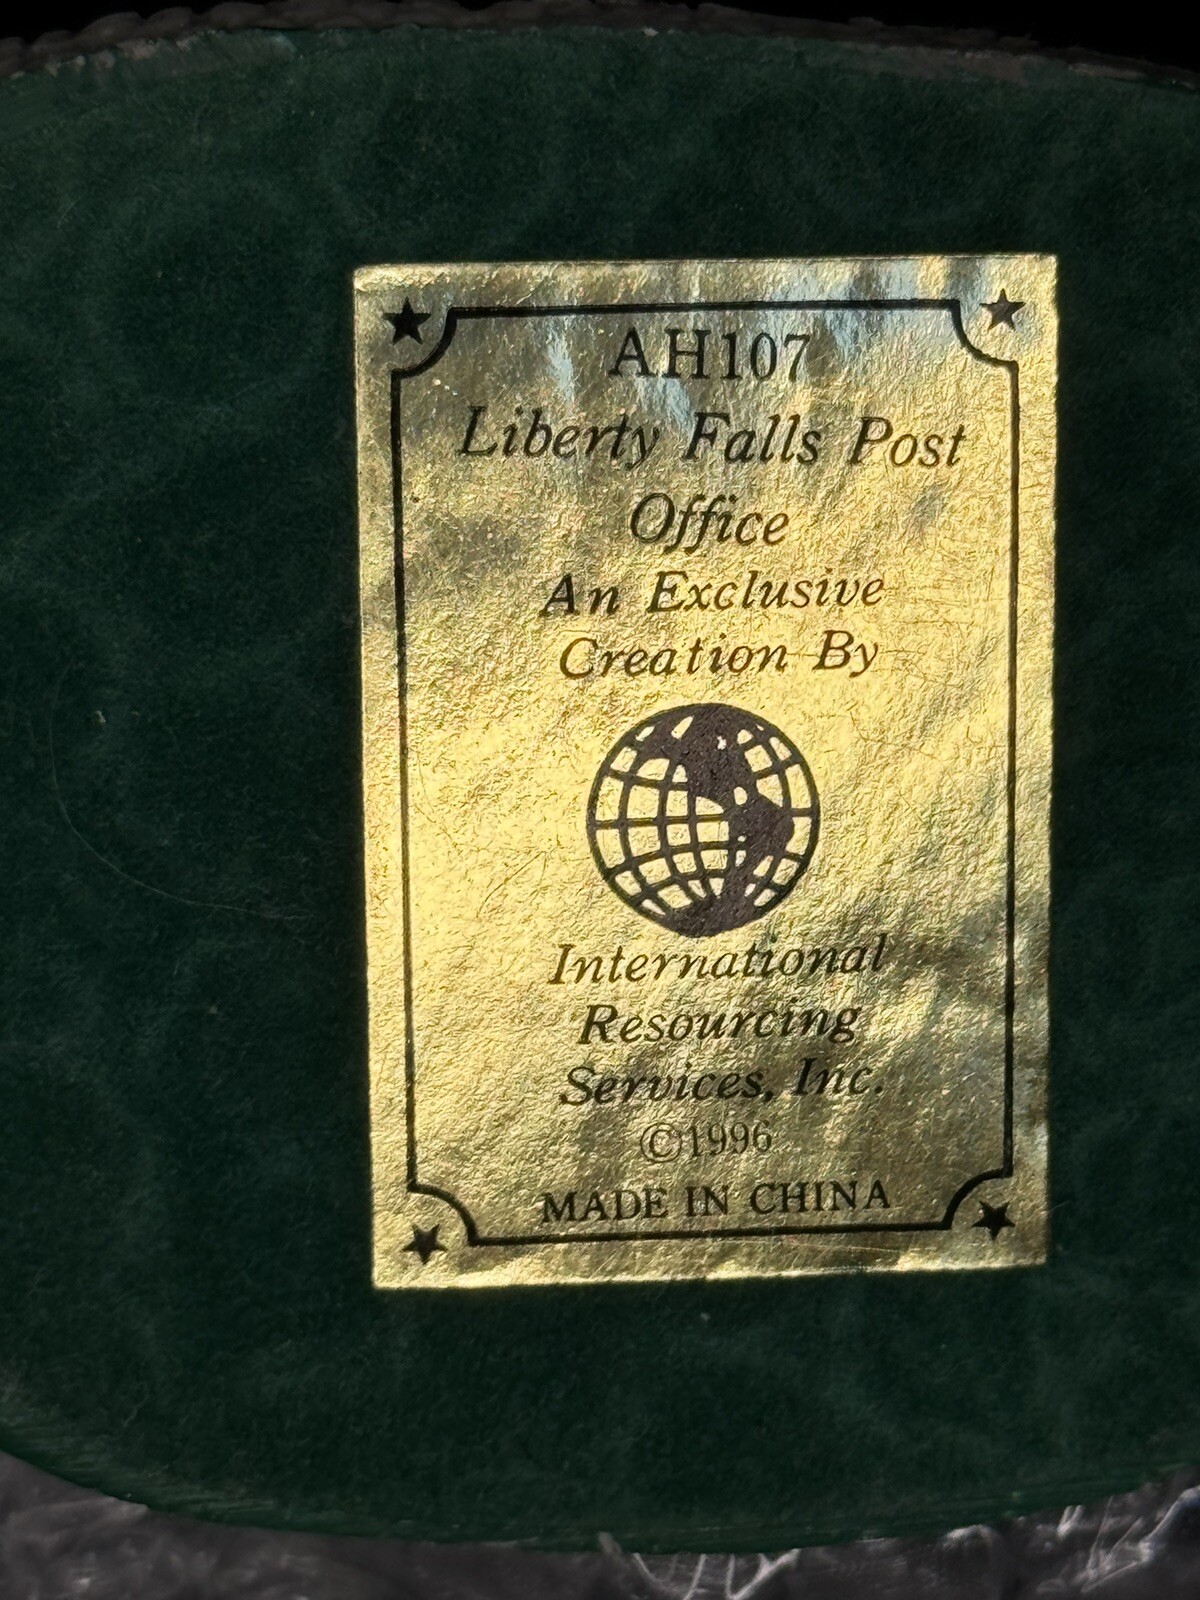 AH107
Liberty Falls Post
Office
An Exclusive
Creation By
International
Resourcing
Services, Inc.
©1996
MADE IN CHINA